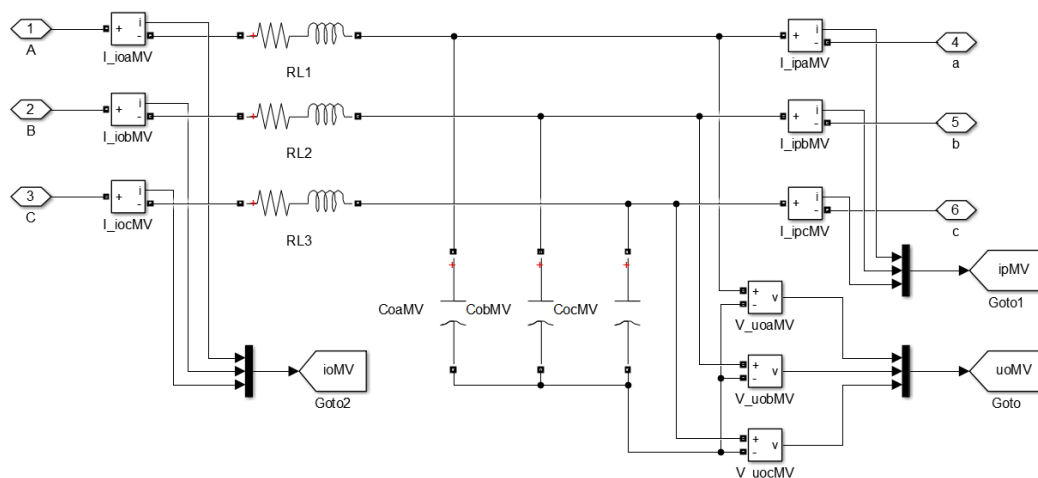 1
A
+
i
-
I_ioaMV
+
RL1
+
i
-
I_ipaMV
4
a
2
B
+
i
-
I_iobMV
+
RL2
+
i
-
I_ipbMV
5
b
3
C
+
i
-
I_iocMV
+
RL3
+
i
-
I_ipcMV
6
c
ipMV
Goto1
+
+
+
CoaMV
CobMV
CocMV
+
-
v
V_uoaMV
ioMV
Goto2
+
-
v
V_uobMV
uoMV
Goto
+
-
v
V_uocMV